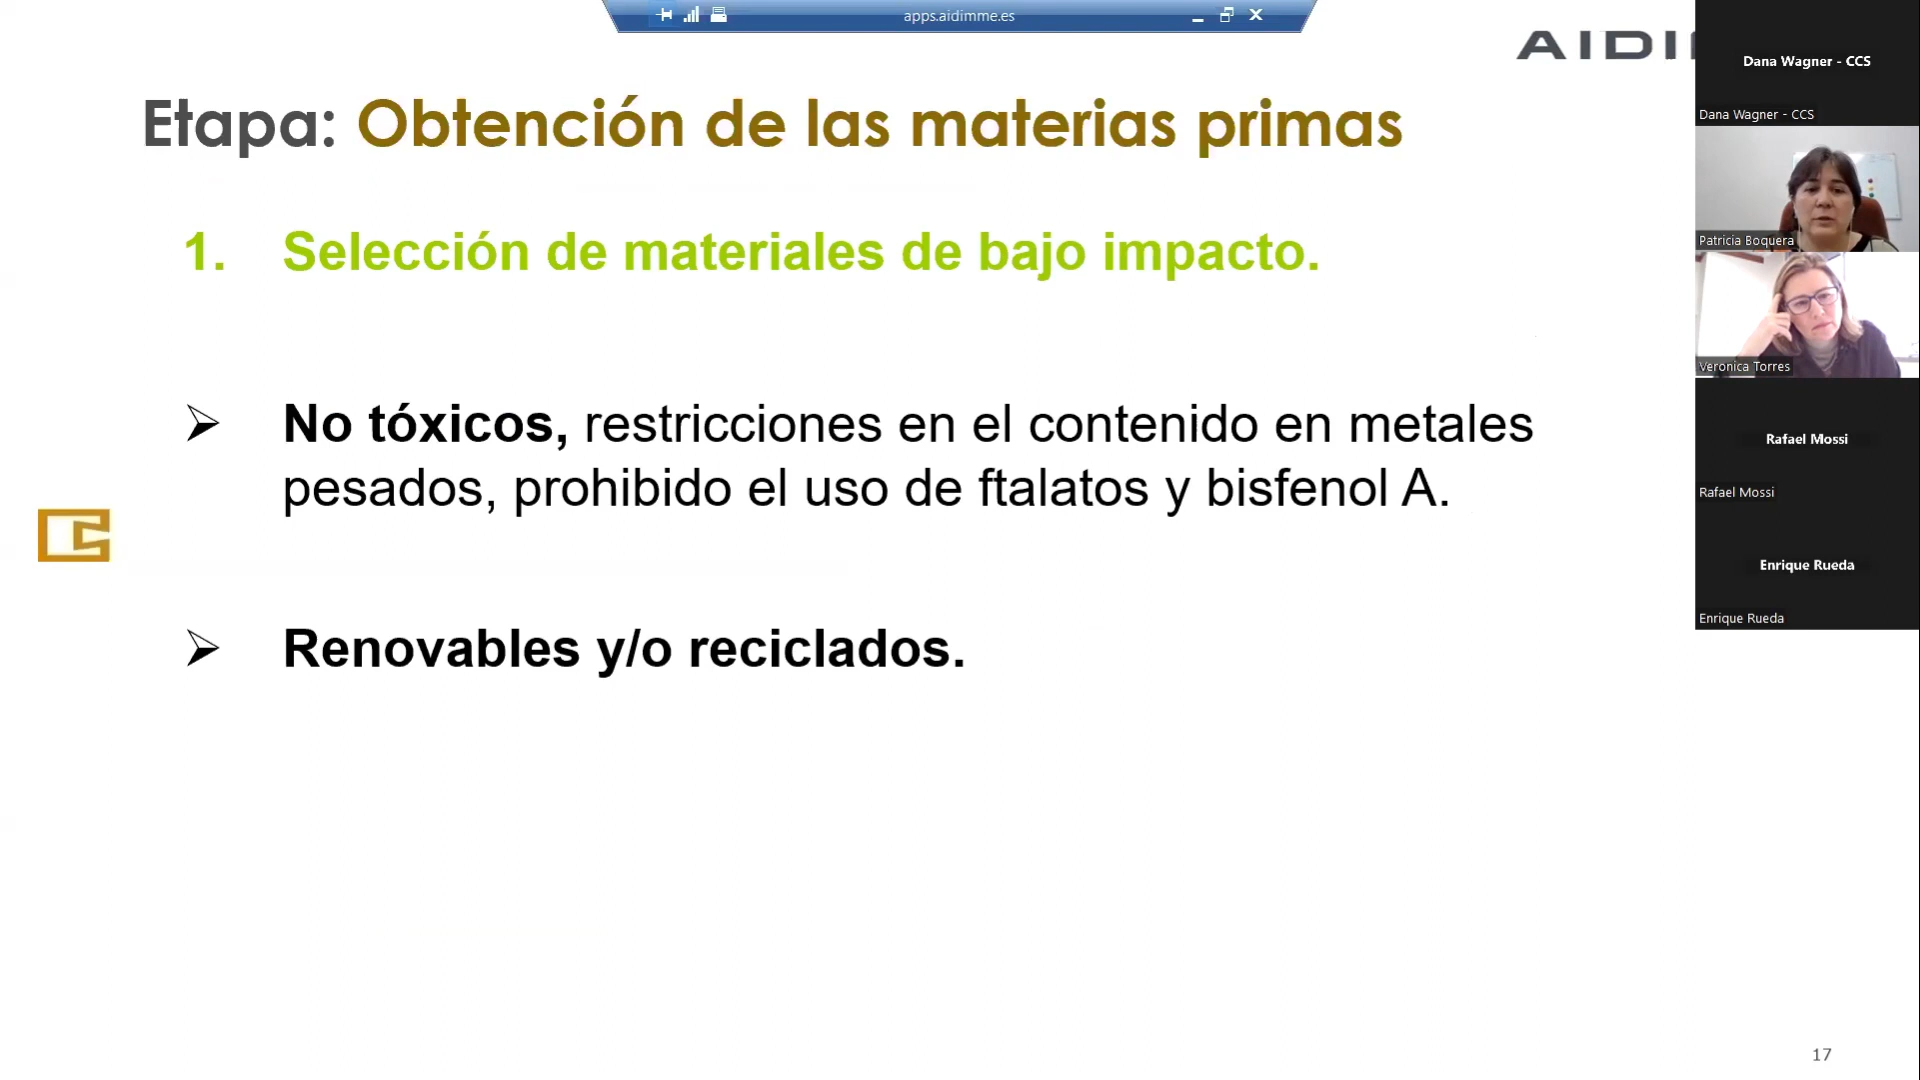 apps.aidimme.es
AIDI
Etapa: Obtención de las materias primas
1. Selección de materiales de bajo impacto.
➢ No tóxicos, restricciones en el contenido en metales
pesados, prohibido el uso de ftalatos y bisfenol A.
➢ Renovables y/o reciclados.
17
Dana Wagner - CCS
Dana Wagner - CCS
Patricia Boquera
Veronica Torres
Rafael Mossi
Rafael Mossi
Enrique Rueda
Enrique Rueda